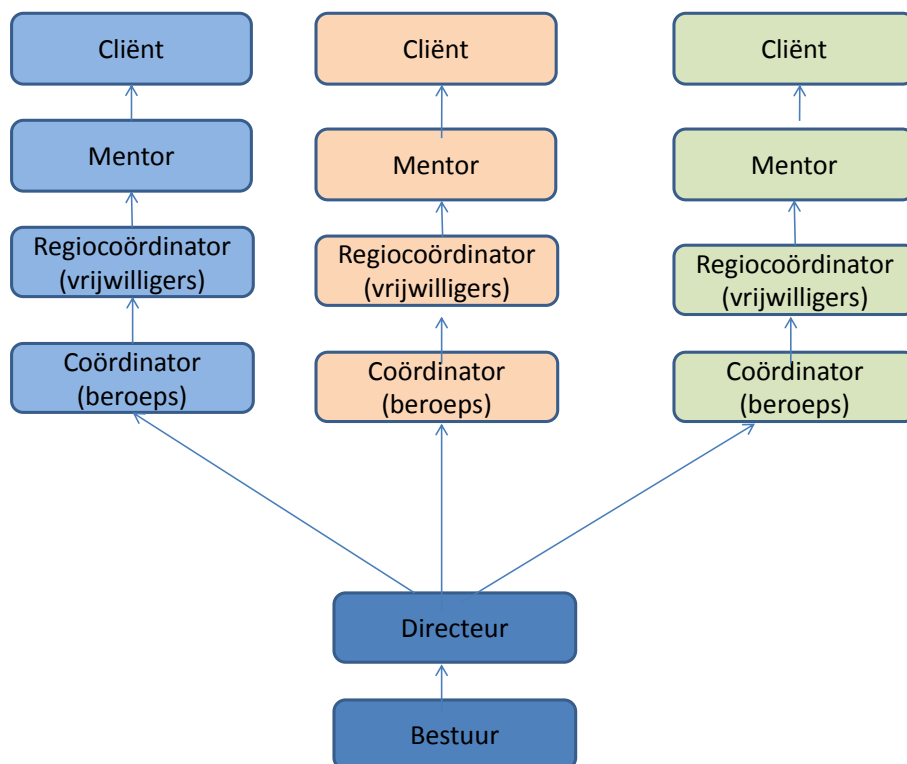 Cliënt
Cliënt
Cliënt
Mentor
Mentor
Mentor
Regiocoördinator
(vrijwilligers)
Regiocoördinator
(vrijwilligers)
Regiocoördinator
(vrijwilligers)
Coördinator
(beroeps)
Coördinator
(beroeps)
Coördinator
(beroeps)
Directeur
Bestuur